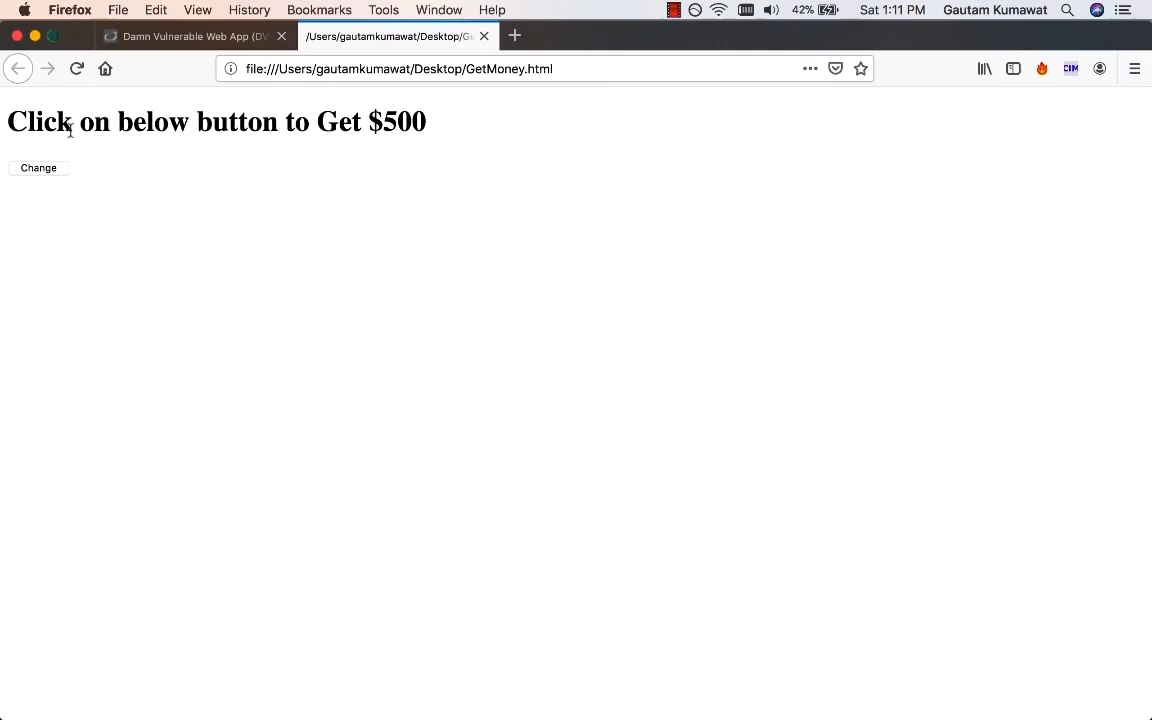 Firefox File Edit View History Bookmarks Tools Window Help 42% Sat 1:11 PM Gautam Kumawat
Damn Vulnerable Web App (DV /Users/gautamkumawat/Desktop/Ge
file:///Users/gautamkumawat/Desktop/GetMoney.html CIM
Click on below button to Get $500
Change